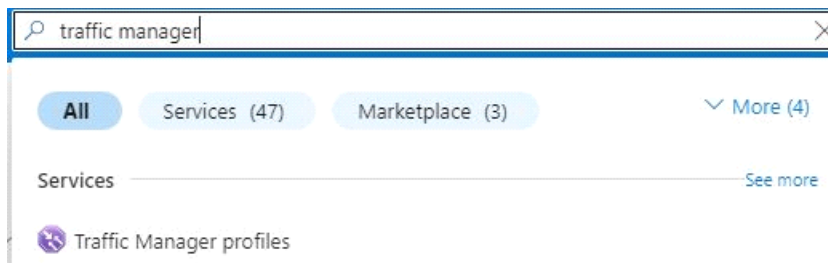 traffic manager
All Services (47) Marketplace (3) More (4)
Services See more
Traffic Manager profiles